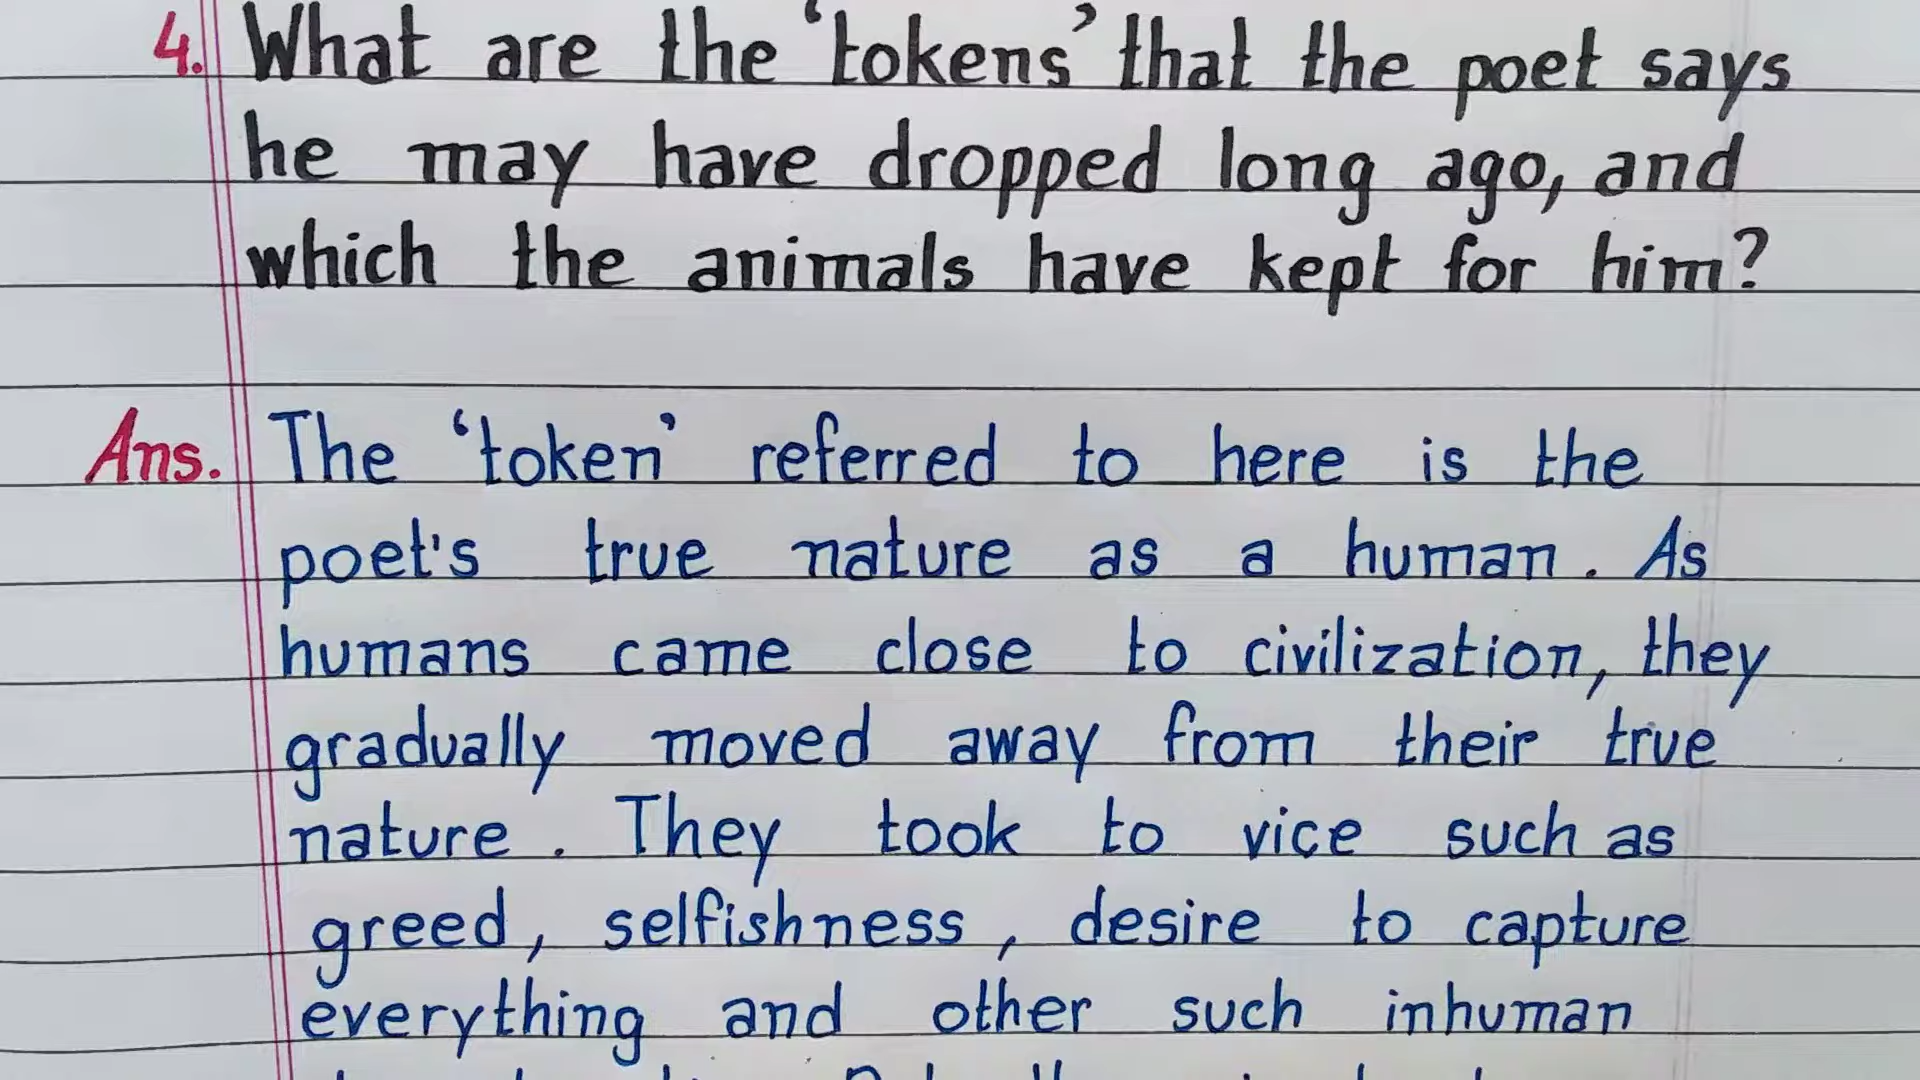 4. What are the 'tokens' that the poet says
he may have dropped long ago, and
which the animals have kept for him?
Ans. The 'token' referred to here is the
poet's true nature as a human. As
humans came close to civilization, they
gradually moved away from their true
nature. They took to vice such as
greed, selfishness, desire to capture
everything and other such inhuman